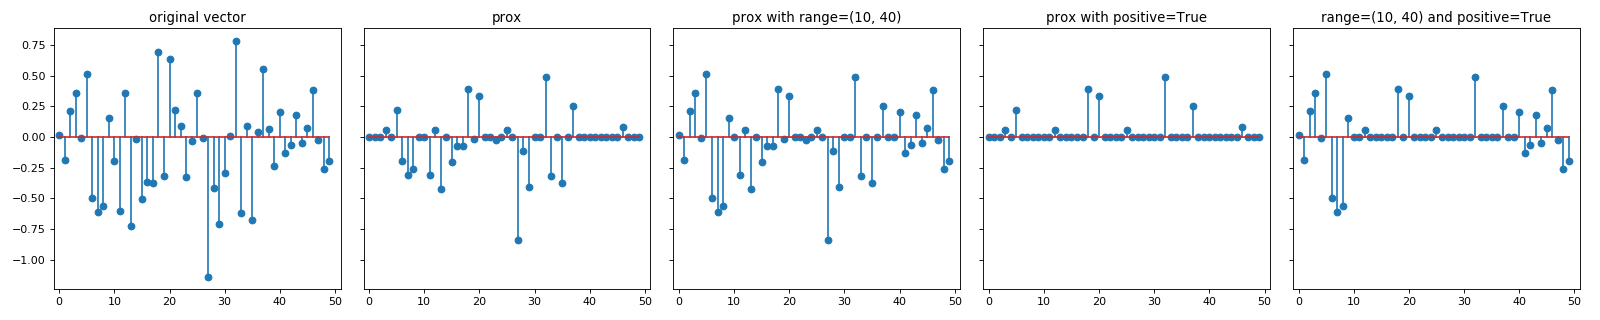 original vector
prox
prox with range=(10, 40)
prox with positive=True
range=(10, 40) and positive=True
0.75
0.50
0.25
0.00
−0.25
−0.50
−0.75
−1.00
0 10 20 30 40 50
0 10 20 30 40 50
0 10 20 30 40 50
0 10 20 30 40 50
0 10 20 30 40 50